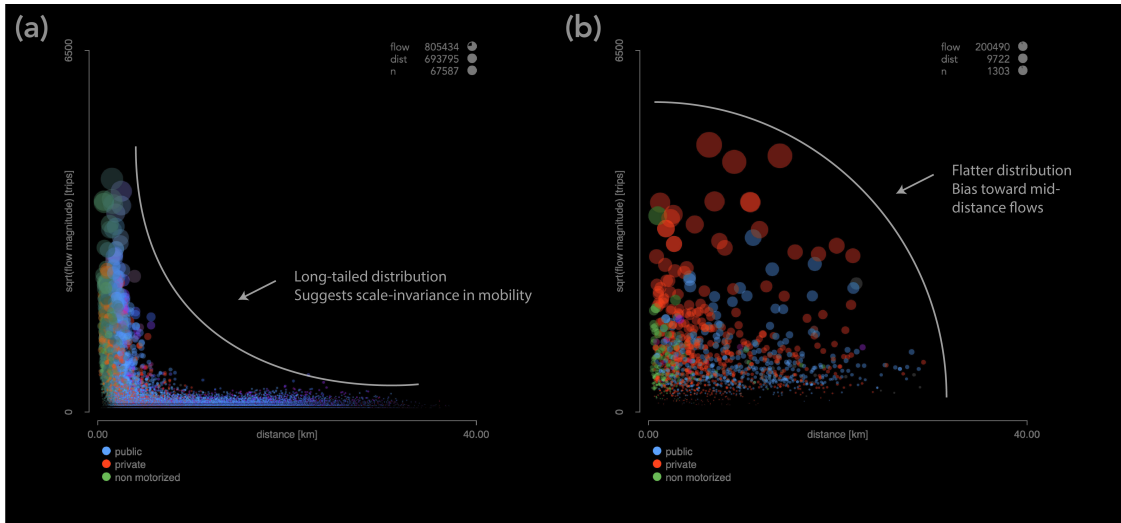 (a)
6500
flow 805434
dist 693795
n 67587
sqrt(flow magnitude) [trips]
Long-tailed distribution
Suggests scale-invariance in mobility
0
0.00
distance [km]
40.00
public
private
non motorized
(b)
6500
flow 200490
dist 9722
n 1303
sqrt(flow magnitude) [trips]
Flatter distribution
Bias toward mid-
distance flows
0
0.00
distance [km]
40.00
public
private
non motorized